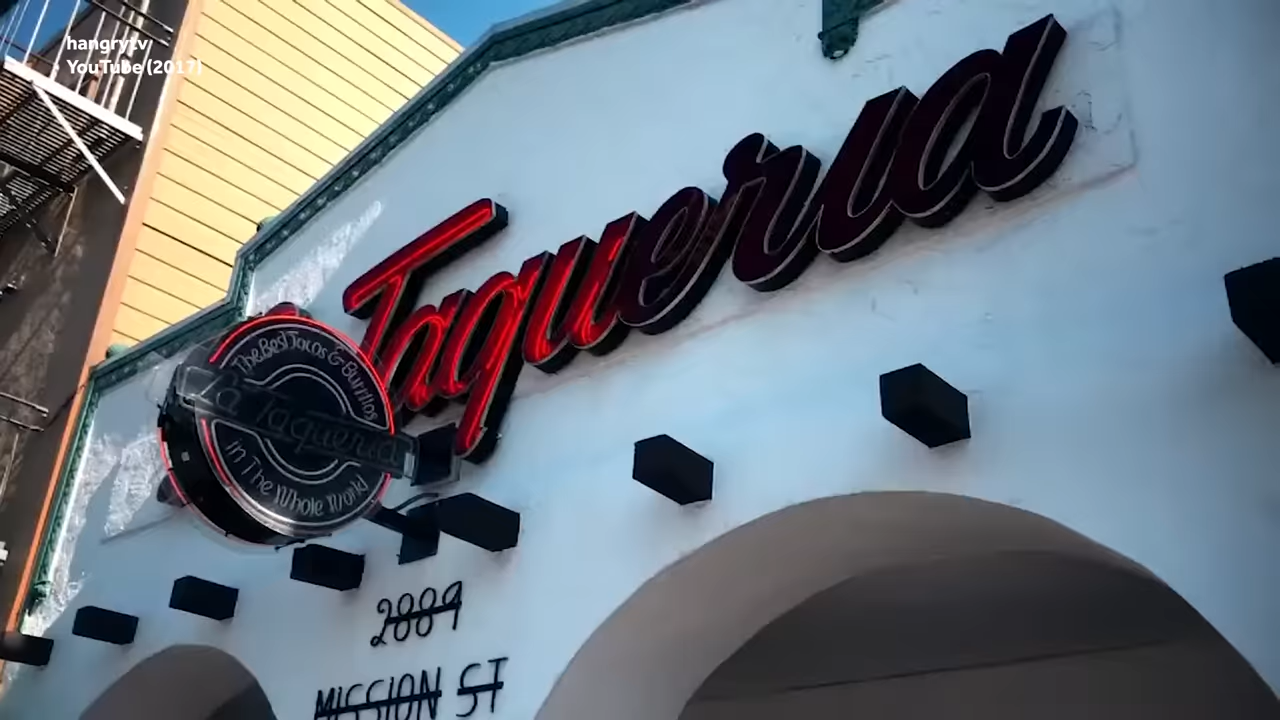 hangrytv
YouTube (2017)
Taqueria
The Best Tacos & Burritos
La Taqueria
in The Whole World
2889
MISSION ST